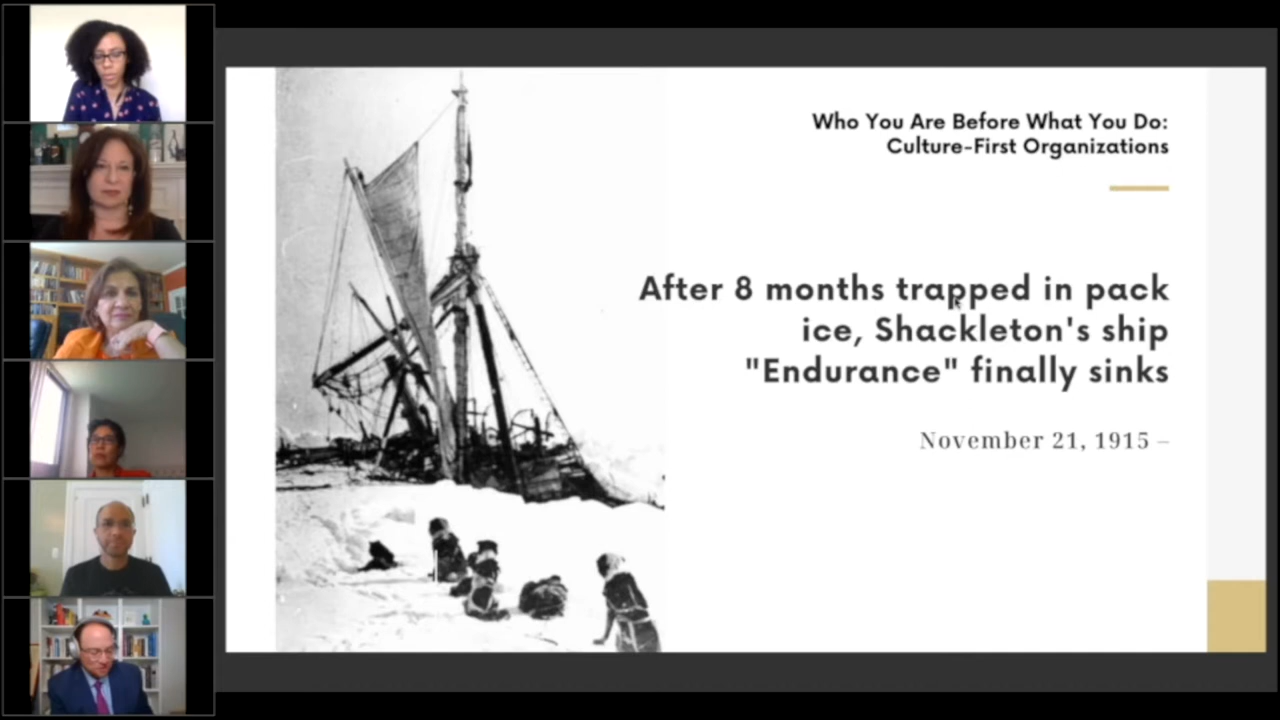 Who You Are Before What You Do:
Culture-First Organizations
After 8 months trapped in pack
ice, Shackleton's ship
"Endurance" finally sinks
November 21, 1915 –